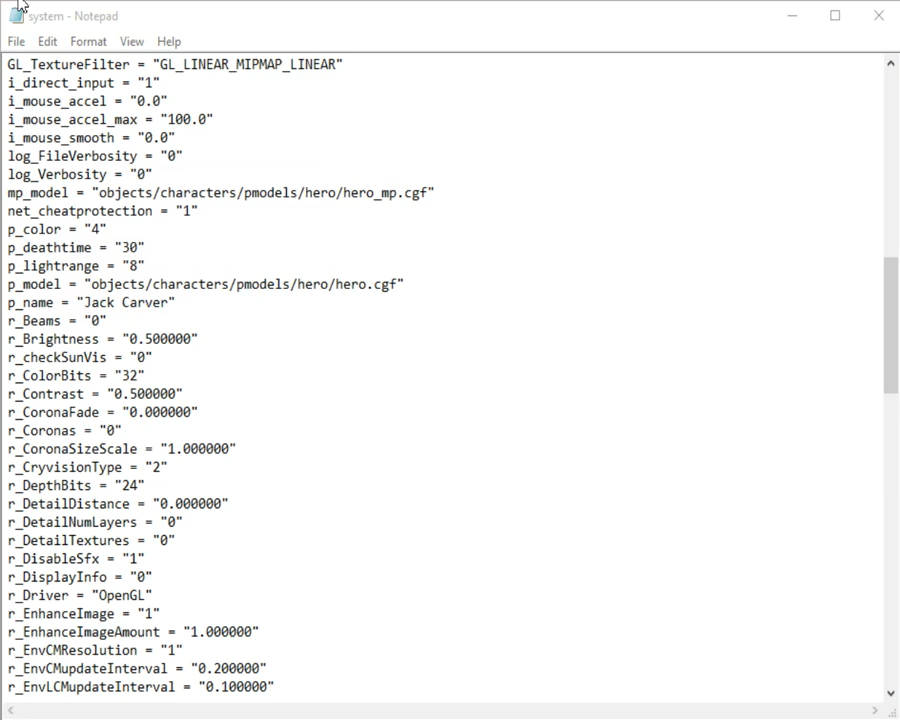 system - Notepad
File Edit Format View Help
GL_TextureFilter = "GL_LINEAR_MIPMAP_LINEAR"
i_direct_input = "1"
i_mouse_accel = "0.0"
i_mouse_accel_max = "100.0"
i_mouse_smooth = "0.0"
log_FileVerbosity = "0"
log_Verbosity = "0"
mp_model = "objects/characters/pmodels/hero/hero_mp.cgf"
net_cheatprotection = "1"
p_color = "4"
p_deathtime = "30"
p_lightrange = "8"
p_model = "objects/characters/pmodels/hero/hero.cgf"
p_name = "Jack Carver"
r_Beams = "0"
r_Brightness = "0.500000"
r_checkSunVis = "0"
r_ColorBits = "32"
r_Contrast = "0.500000"
r_CoronaFade = "0.000000"
r_Coronas = "0"
r_CoronaSizeScale = "1.000000"
r_CryvisionType = "2"
r_DepthBits = "24"
r_DetailDistance = "0.000000"
r_DetailNumLayers = "0"
r_DetailTextures = "0"
r_DisableSfx = "1"
r_DisplayInfo = "0"
r_Driver = "OpenGL"
r_EnhanceImage = "1"
r_EnhanceImageAmount = "1.000000"
r_EnvCMResolution = "1"
r_EnvCMupdateInterval = "0.200000"
r_EnvLCMupdateInterval = "0.100000"